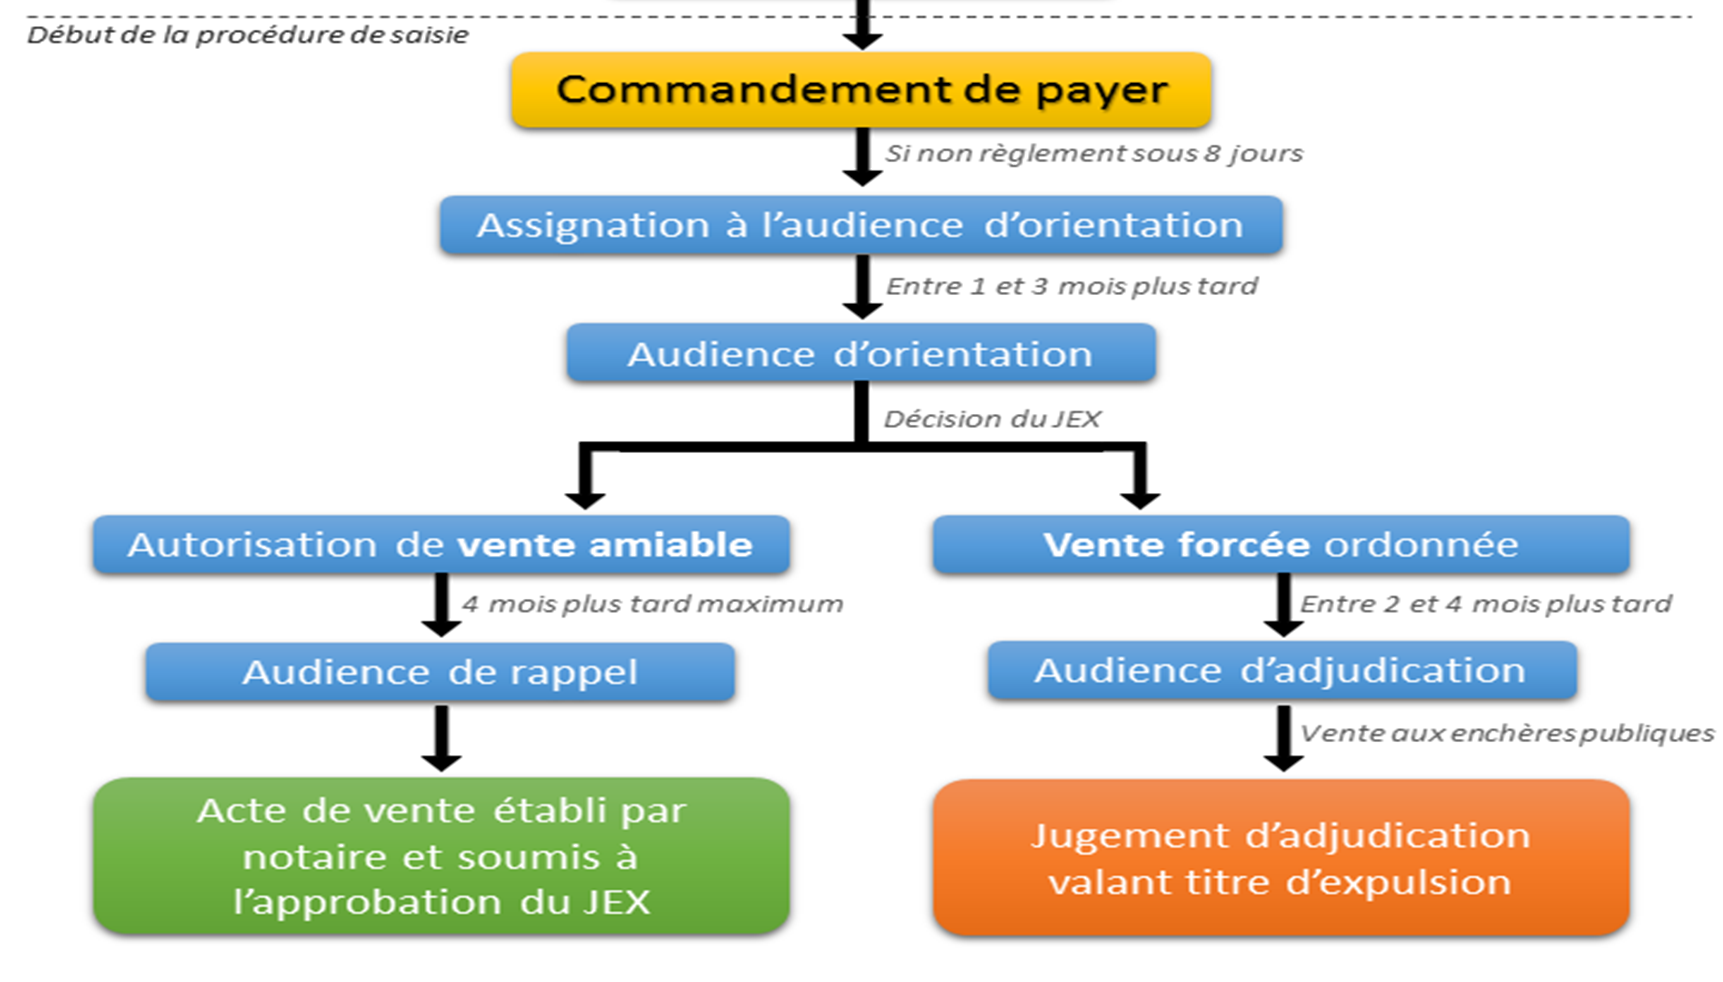 Début de la procédure de saisie
Commandement de payer
Si non règlement sous 8 jours
Assignation à l’audience d’orientation
Entre 1 et 3 mois plus tard
Audience d’orientation
Décision du JEX
Autorisation de vente amiable
Vente forcée ordonnée
4 mois plus tard maximum
Entre 2 et 4 mois plus tard
Audience de rappel
Audience d’adjudication
Vente aux enchères publiques
Acte de vente établi par
notaire et soumis à
l’approbation du JEX
Jugement d’adjudication
valant titre d’expulsion